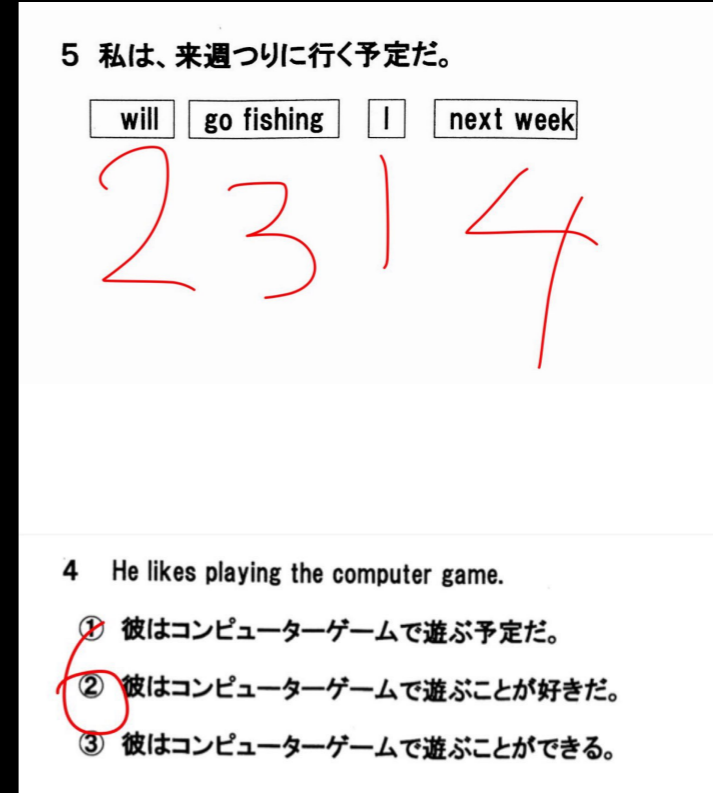 5 私は、来週つりに行く予定だ。
will go fishing I next week
2 3 1 4
4 He likes playing the computer game.
① 彼はコンピューターゲームで遊ぶ予定だ。
② 彼はコンピューターゲームで遊ぶことが好きだ。
③ 彼はコンピューターゲームで遊ぶことができる。